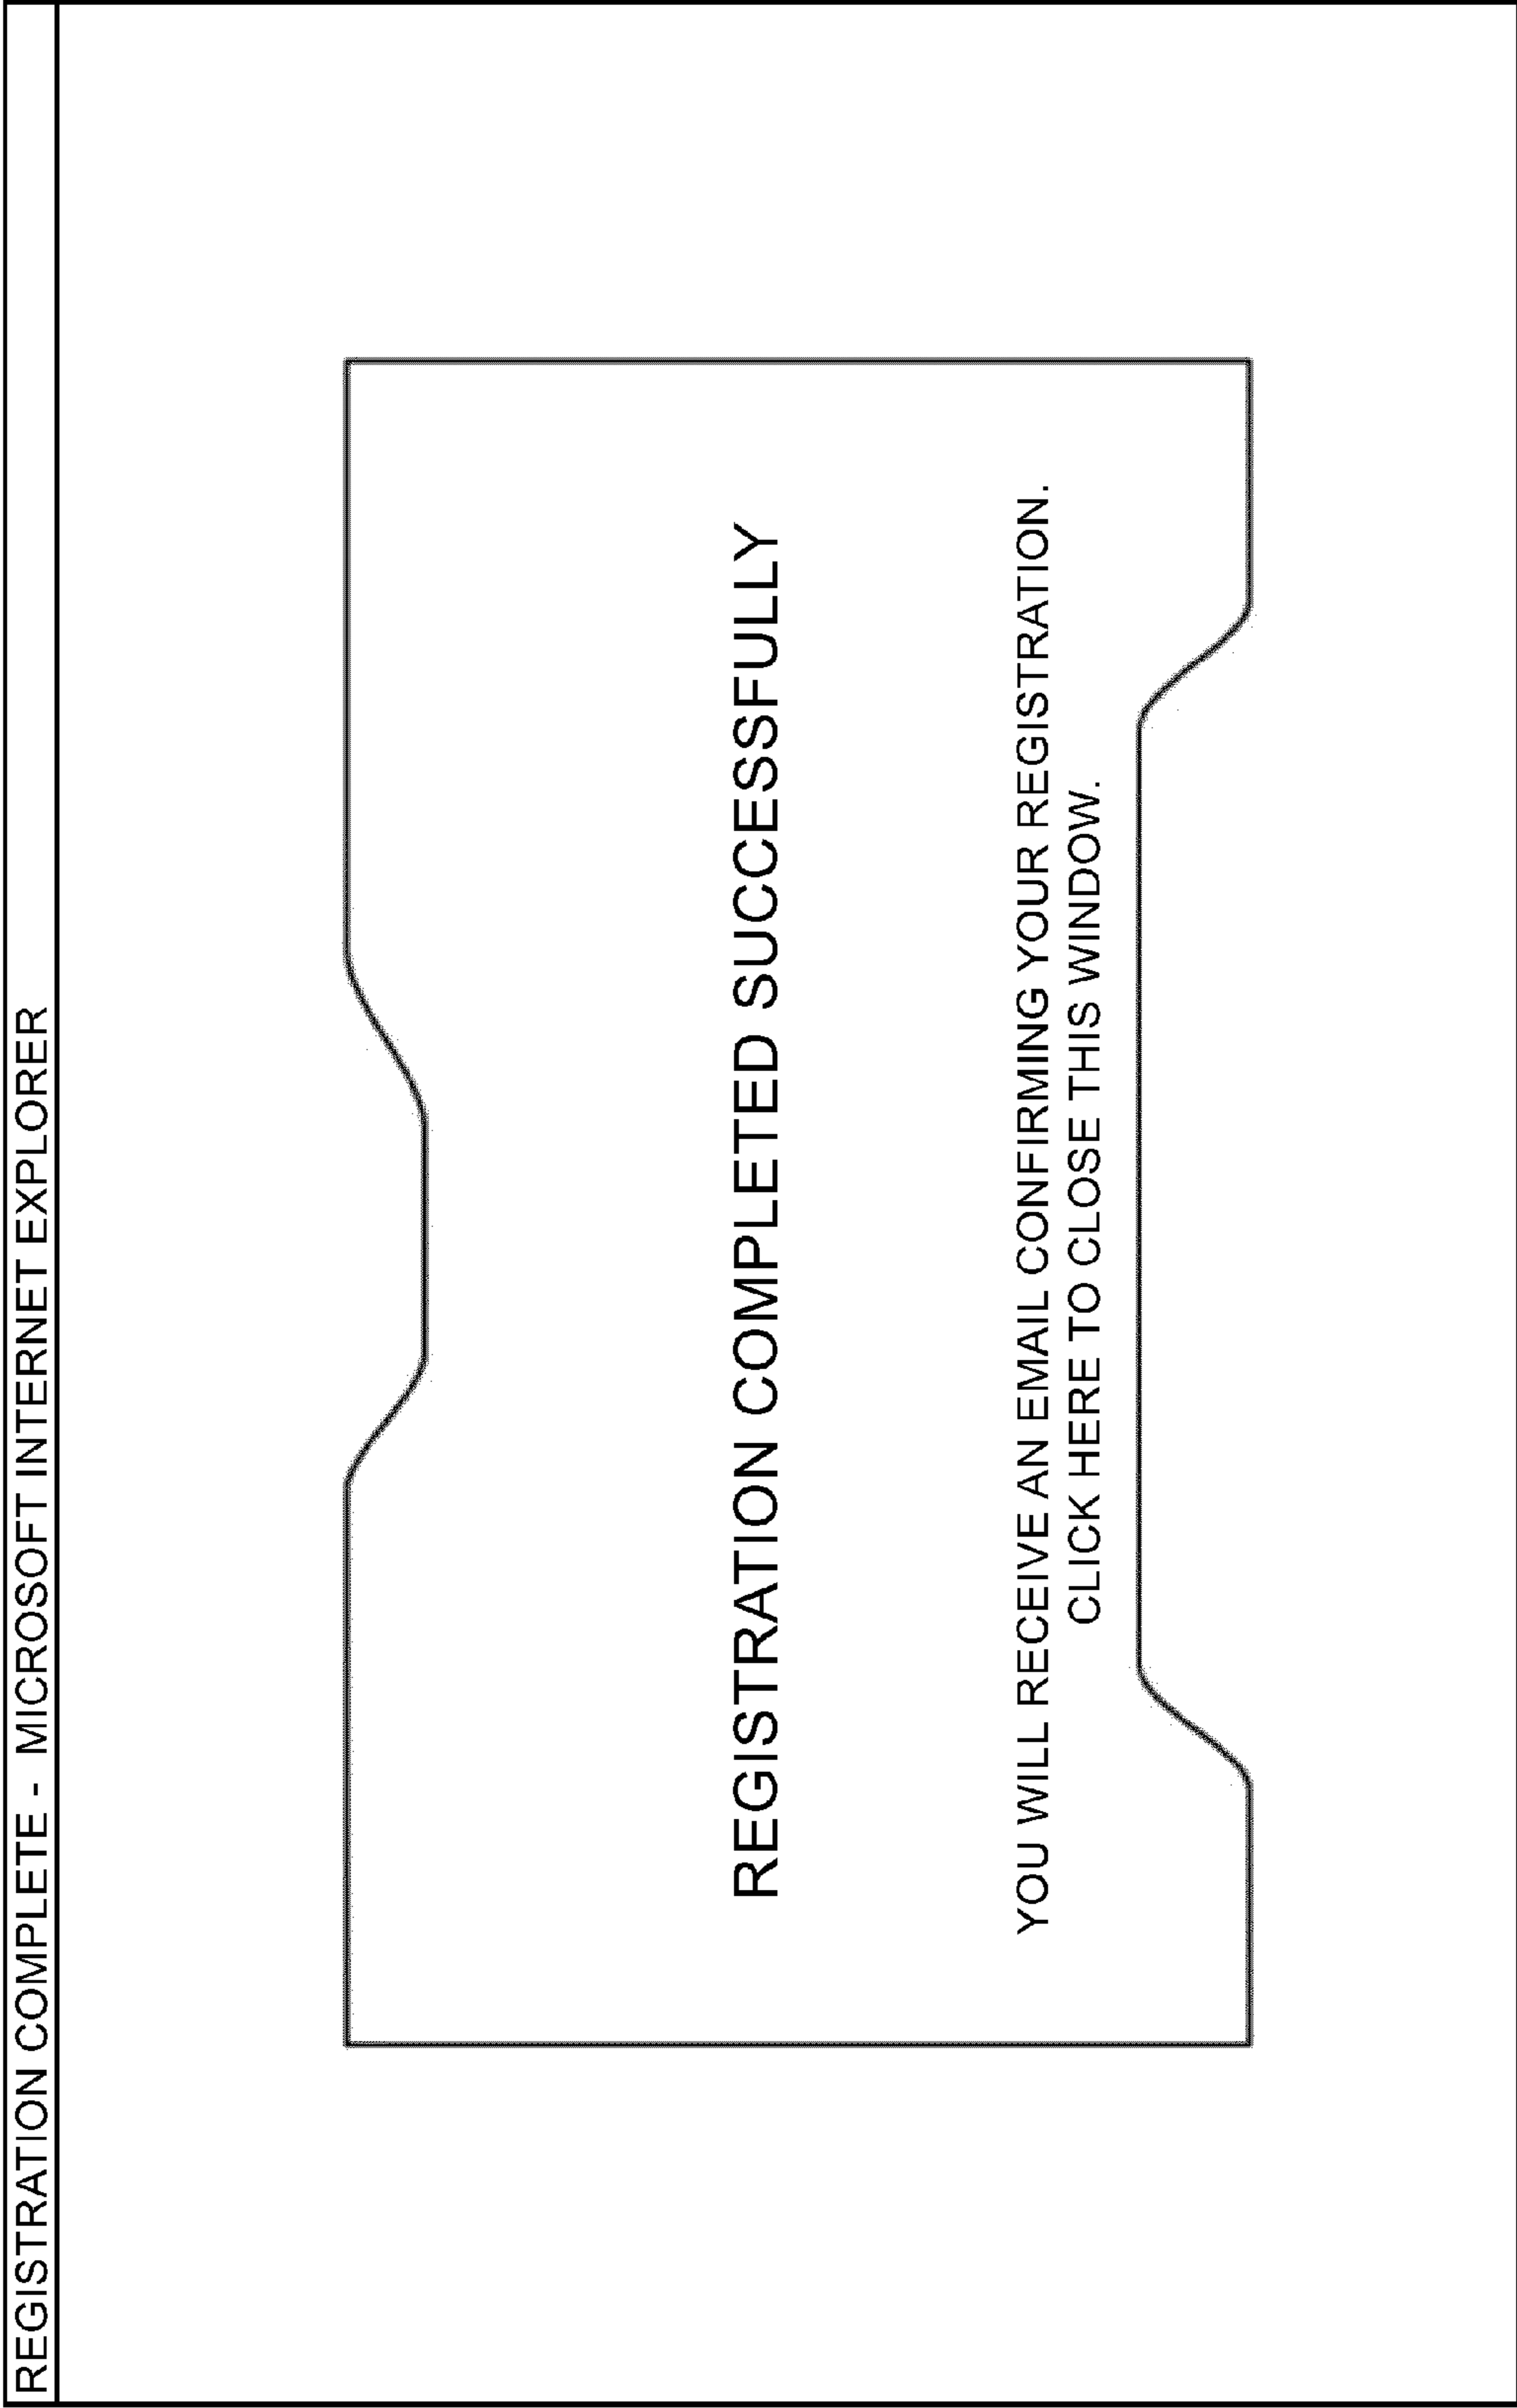 REGISTRATION COMPLETE - MICROSOFT INTERNET EXPLORER
REGISTRATION COMPLETED SUCCESSFULLY
YOU WILL RECEIVE AN EMAIL CONFIRMING YOUR REGISTRATION.
CLICK HERE TO CLOSE THIS WINDOW.